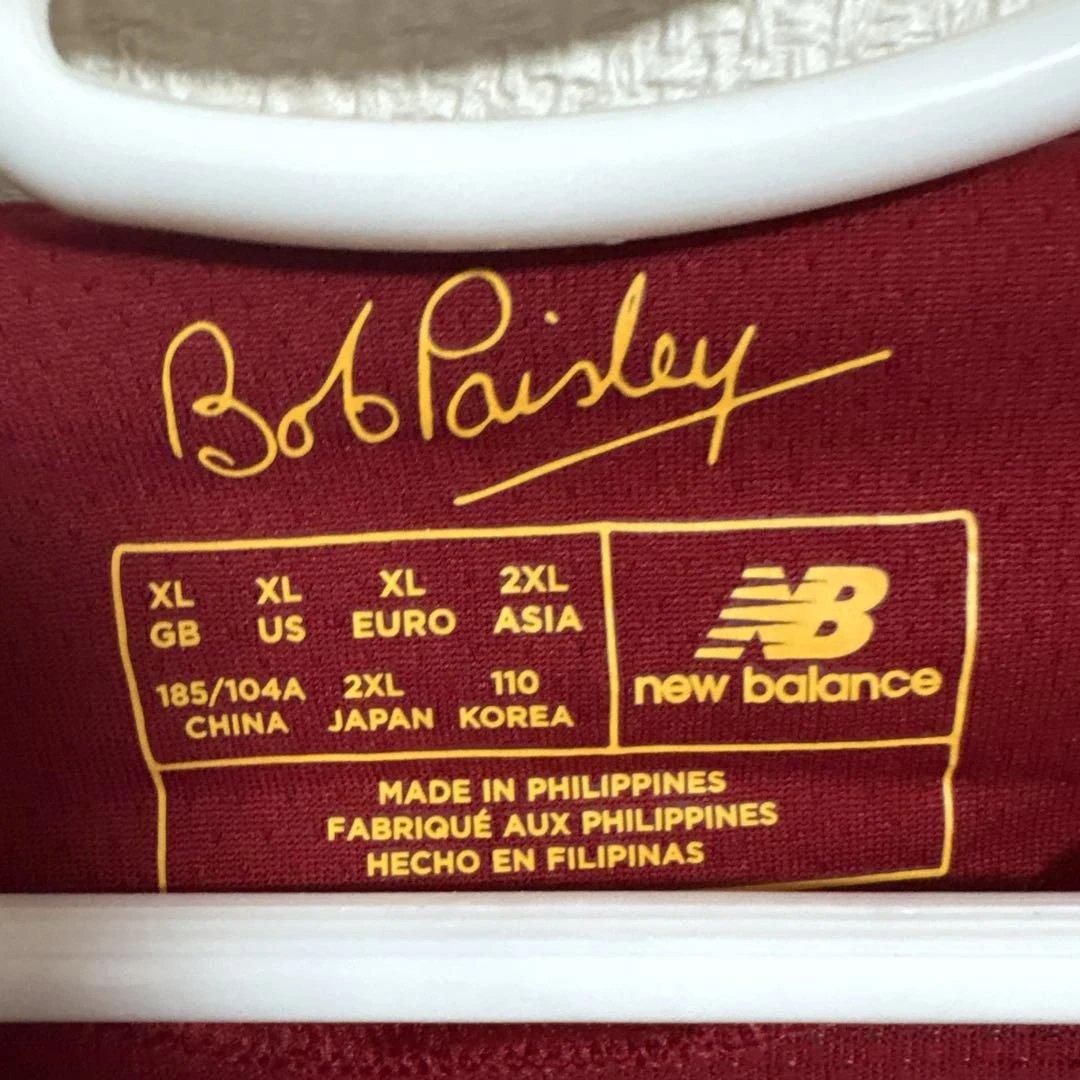 Bob Paisley
XL XL XL 2XL
GB US EURO ASIA
185/104A 2XL 110
CHINA JAPAN KOREA
NB
new balance
MADE IN PHILIPPINES
FABRIQUÉ AUX PHILIPPINES
HECHO EN FILIPINAS